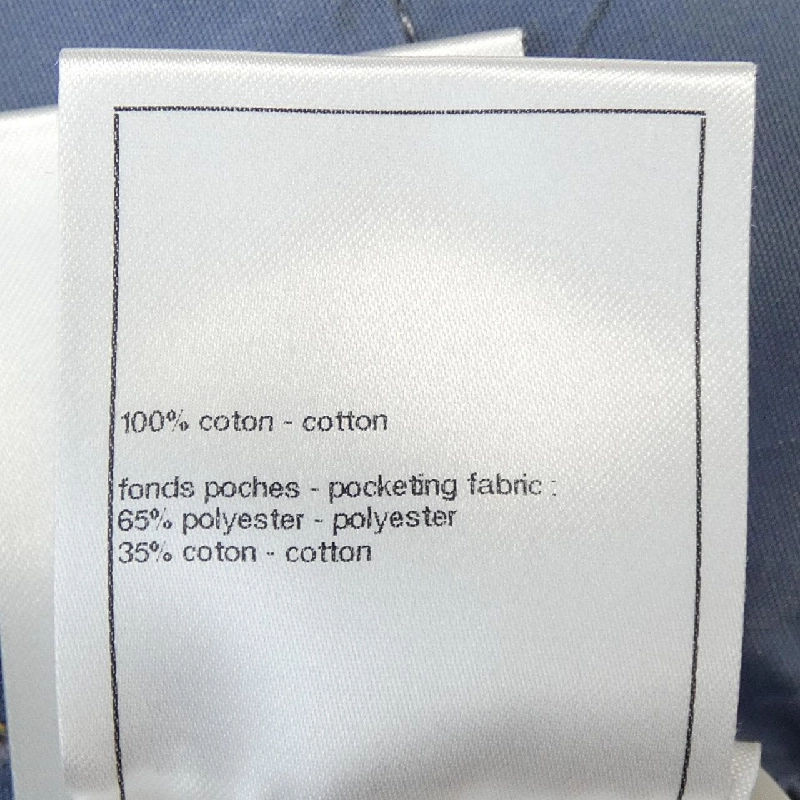 100% coton - cotton
fonds poches - pocketing fabric :
65% polyester - polyester
35% coton - cotton